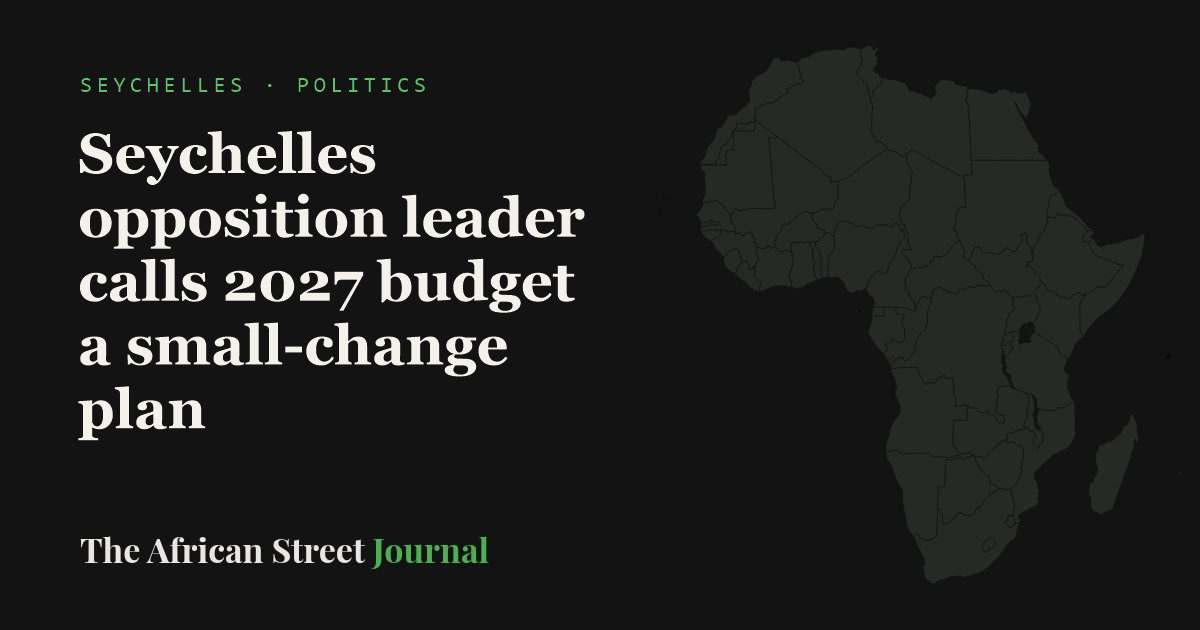 SEYCHELLES · POLITICS
Seychelles
opposition leader
calls 2027 budget
a small-change
plan
The African Street Journal